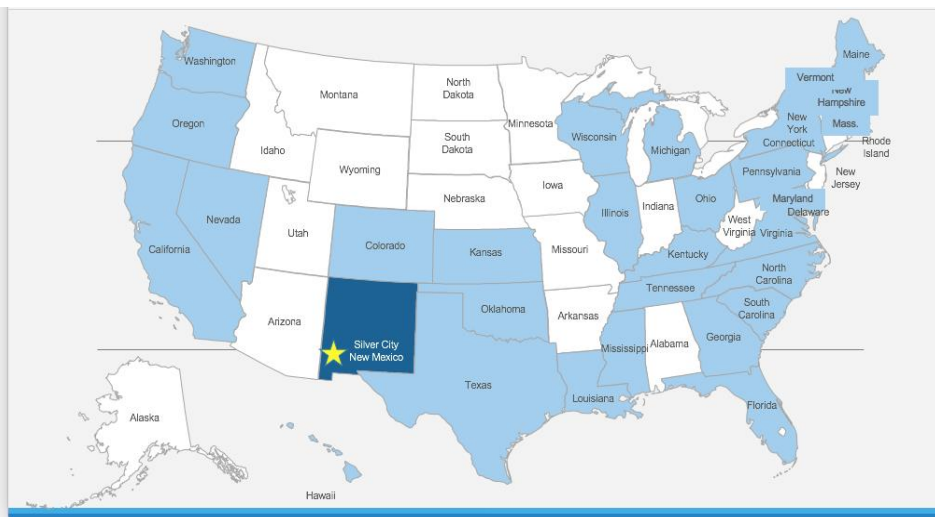 Maine
Washington
Vermont
New
Hampshire
North
Dakota
Montana
Minnesota
Oregon
New
York
Mass.
South
Dakota
Wisconsin
Connecticut
Rhode
Island
Michigan
Idaho
Wyoming
Pennsylvania
New
Jersey
Iowa
Nebraska
Ohio
Maryland
Delaware
Illinois
Indiana
Nevada
West
Virginia
Virginia
Utah
Colorado
California
Kansas
Missouri
Kentucky
North
Carolina
Tennessee
South
Carolina
Oklahoma
Arkansas
Arizona
Silver City
New Mexico
Mississippi
Alabama
Georgia
Texas
Louisiana
Florida
Alaska
Hawaii